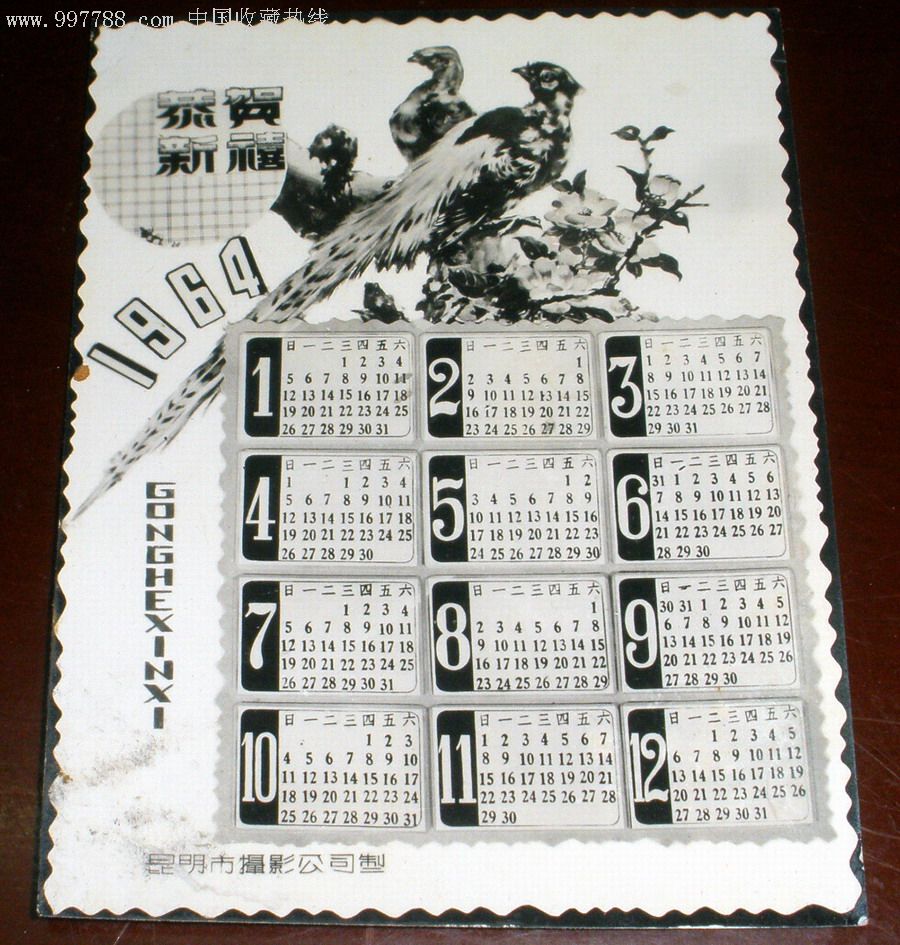 www.997788.com 中国收藏热线
恭贺
新禧
1964
GONGHEXINXI
1
日 一 二 三 四 五 六
1 2 3 4
5 6 7 8 9 10 11
12 13 14 15 16 17 18
19 20 21 22 23 24 25
26 27 28 29 30 31
2
日 一 二 三 四 五 六
1
2 3 4 5 6 7 8
9 10 11 12 13 14 15
16 17 18 19 20 21 22
23 24 25 26 27 28 29
3
日 一 二 三 四 五 六
1 2 3 4 5 6 7
8 9 10 11 12 13 14
15 16 17 18 19 20 21
22 23 24 25 26 27 28
29 30 31
4
日 一 二 三 四 五 六
1 1 2 3 4
5 6 7 8 9 10 11
12 13 14 15 16 17 18
19 20 21 22 23 24 25
26 27 28 29 30
5
日 一 二 三 四 五 六
1 2
3 4 5 6 7 8 9
10 11 12 13 14 15 16
17 18 19 20 21 22 23
24 25 26 27 28 29 30
6
日 一 二 三 四 五 六
31 1 2 3 4 5 6
7 8 9 10 11 12 13
14 15 16 17 18 19 20
21 22 23 24 25 26 27
28 29 30
7
日 一 二 三 四 五 六
1 2 3 4
5 6 7 8 9 10 11
12 13 14 15 16 17 18
19 20 21 22 23 24 25
26 27 28 29 30 31
8
日 一 二 三 四 五 六
1
2 3 4 5 6 7 8
9 10 11 12 13 14 15
16 17 18 19 20 21 22
23 24 25 26 27 28 29
9
日 一 二 三 四 五 六
30 31 1 2 3 4 5
6 7 8 9 10 11 12
13 14 15 16 17 18 19
20 21 22 23 24 25 26
27 28 29 30
10
日 一 二 三 四 五 六
1 2 3
4 5 6 7 8 9 10
11 12 13 14 15 16 17
18 19 20 21 22 23 24
25 26 27 28 29 30 31
11
日 一 二 三 四 五 六
1 2 3 4 5 6 7
8 9 10 11 12 13 14
15 16 17 18 19 20 21
22 23 24 25 26 27 28
29 30
12
日 一 二 三 四 五 六
1 2 3 4 5
6 7 8 9 10 11 12
13 14 15 16 17 18 19
20 21 22 23 24 25 26
27 28 29 30 31
昆明市攝影公司製